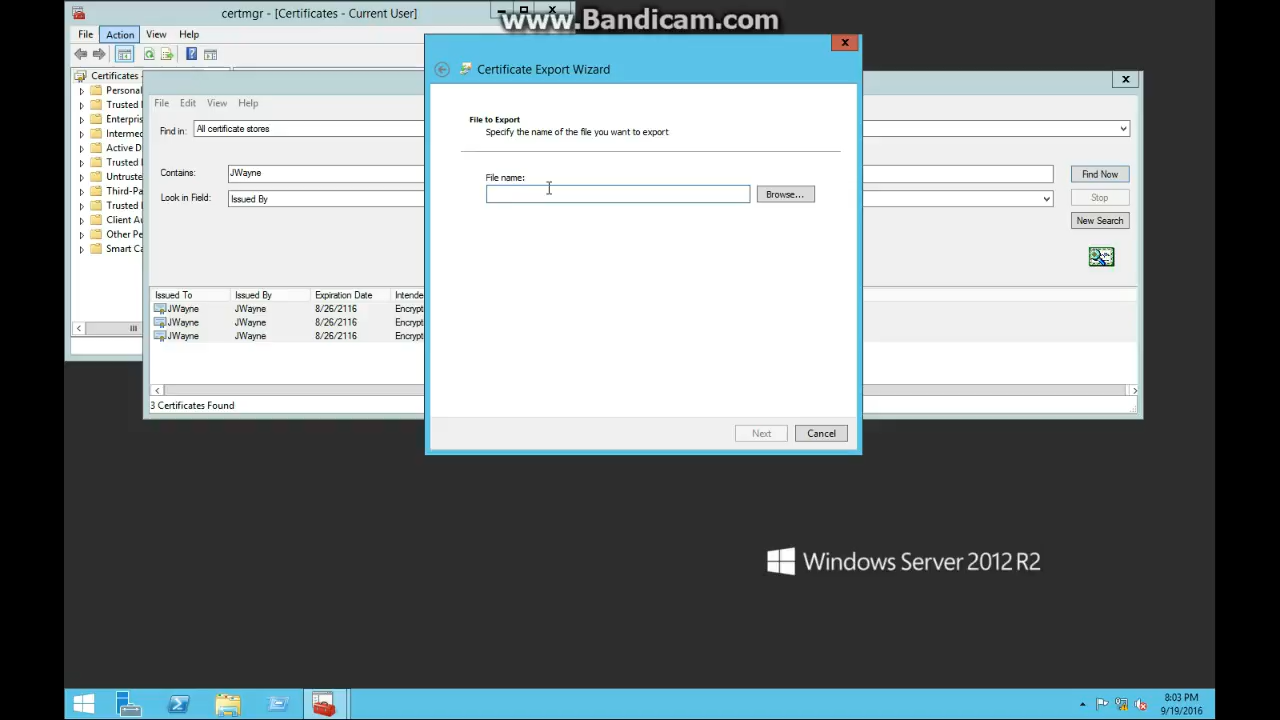 www.Bandicam.com
certmgr - [Certificates - Current User]
File Action View Help
Certificates -
Personal
Trusted
Enterpris
Intermed
Active D
Trusted
Untruste
Third-Pa
Trusted
Client Au
Other Pe
Smart Ca
File Edit View Help
Find in: All certificate stores
Contains: JWayne
Look in Field: Issued By
Find Now
Stop
New Search
Issued To Issued By Expiration Date Intende
JWayne JWayne 8/26/2116 Encrypt
JWayne JWayne 8/26/2116 Encrypt
JWayne JWayne 8/26/2116 Encrypt
3 Certificates Found
Certificate Export Wizard
File to Export
Specify the name of the file you want to export
File name:
Browse...
Next Cancel
Windows Server 2012 R2
8:03 PM
9/19/2016